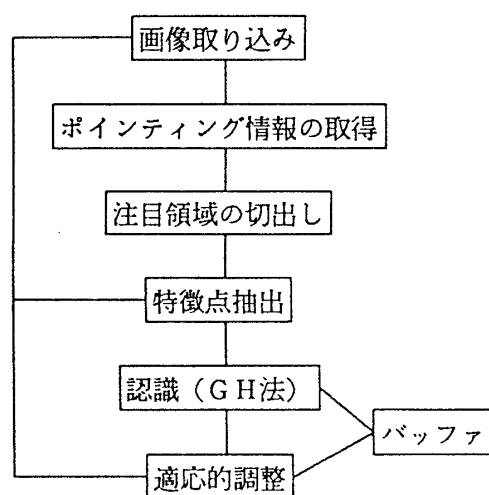 画像取り込み
ポインティング情報の取得
注目領域の切出し
特徴点抽出
認識（ＧＨ法）
バッファ
適応的調整